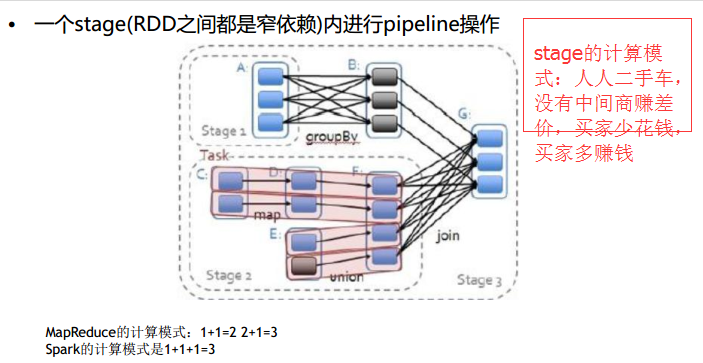 • 一个stage(RDD之间都是窄依赖)内进行pipeline操作
stage的计算模
式：人人二手车，
没有中间商赚差
价，买家少花钱，
买家多赚钱
A:
B:
G:
Stage 1
groupBy
Task
C:
D:
F:
map
E:
union
join
Stage 2
Stage 3
MapReduce的计算模式：1+1=2 2+1=3
Spark的计算模式是1+1+1=3